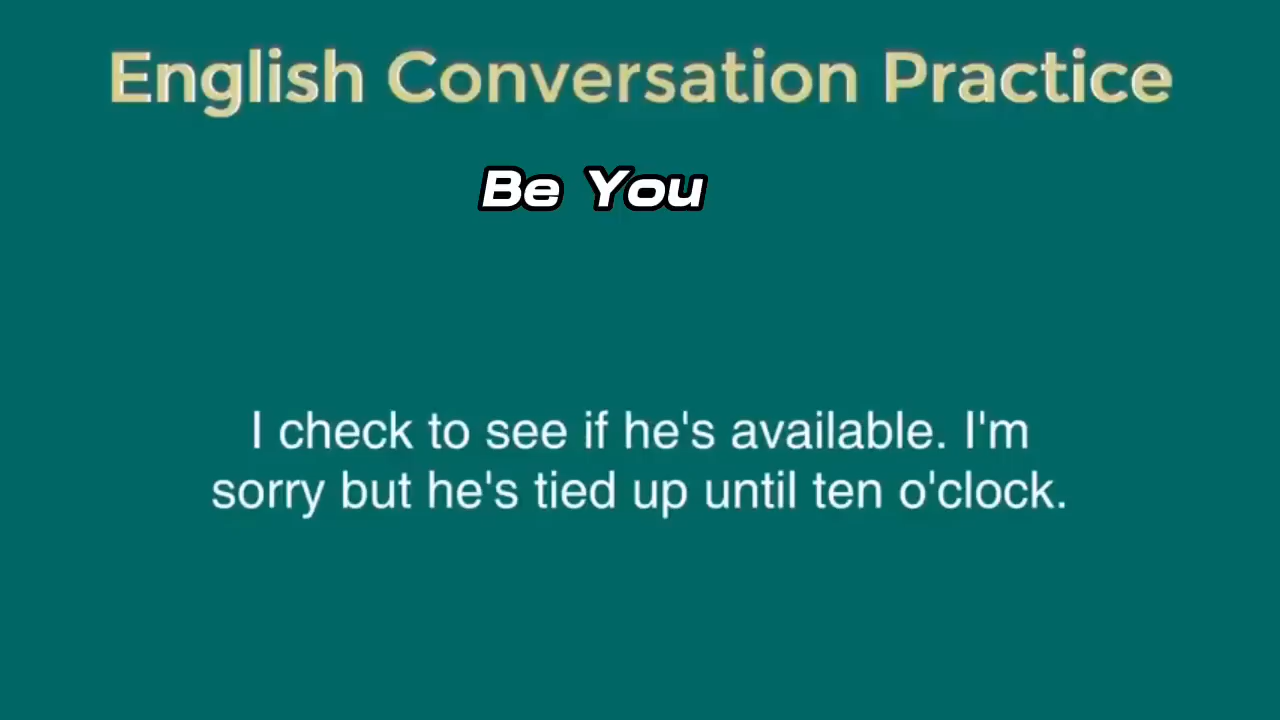 English Conversation Practice
Be You
I check to see if he's available. I'm
sorry but he's tied up until ten o'clock.